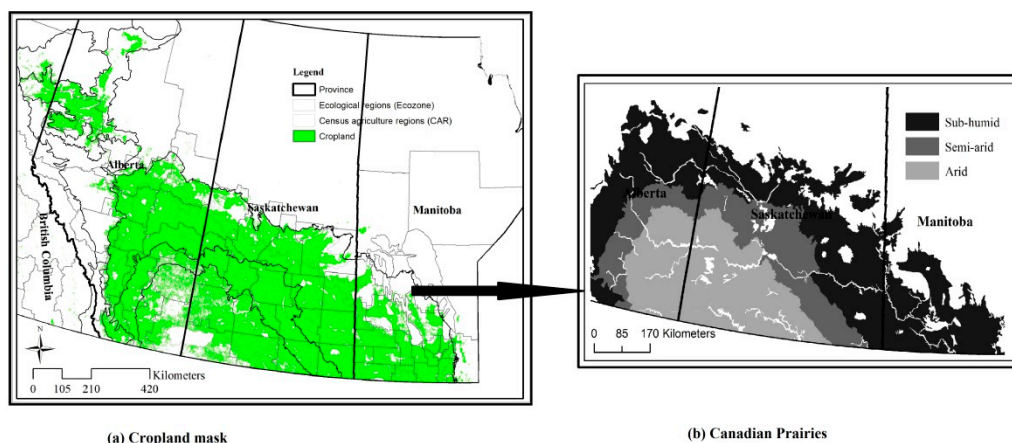 Legend
Province
Ecological regions (Ecozone)
Census agriculture regions (CAR)
Cropland
Alberta
Saskatchewan
Manitoba
British Columbia
N
Kilometers
0 105 210 420
(a) Cropland mask
Sub-humid
Semi-arid
Arid
Alberta
Saskatchewan
Manitoba
0 85 170 Kilometers
(b) Canadian Prairies